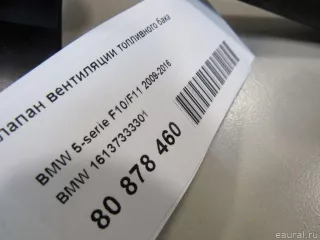 лапан вентиляции топливного бака
BMW 5-serie F10/F11 2009-2016
BMW 16137333301
80 878 460
eaural.ru